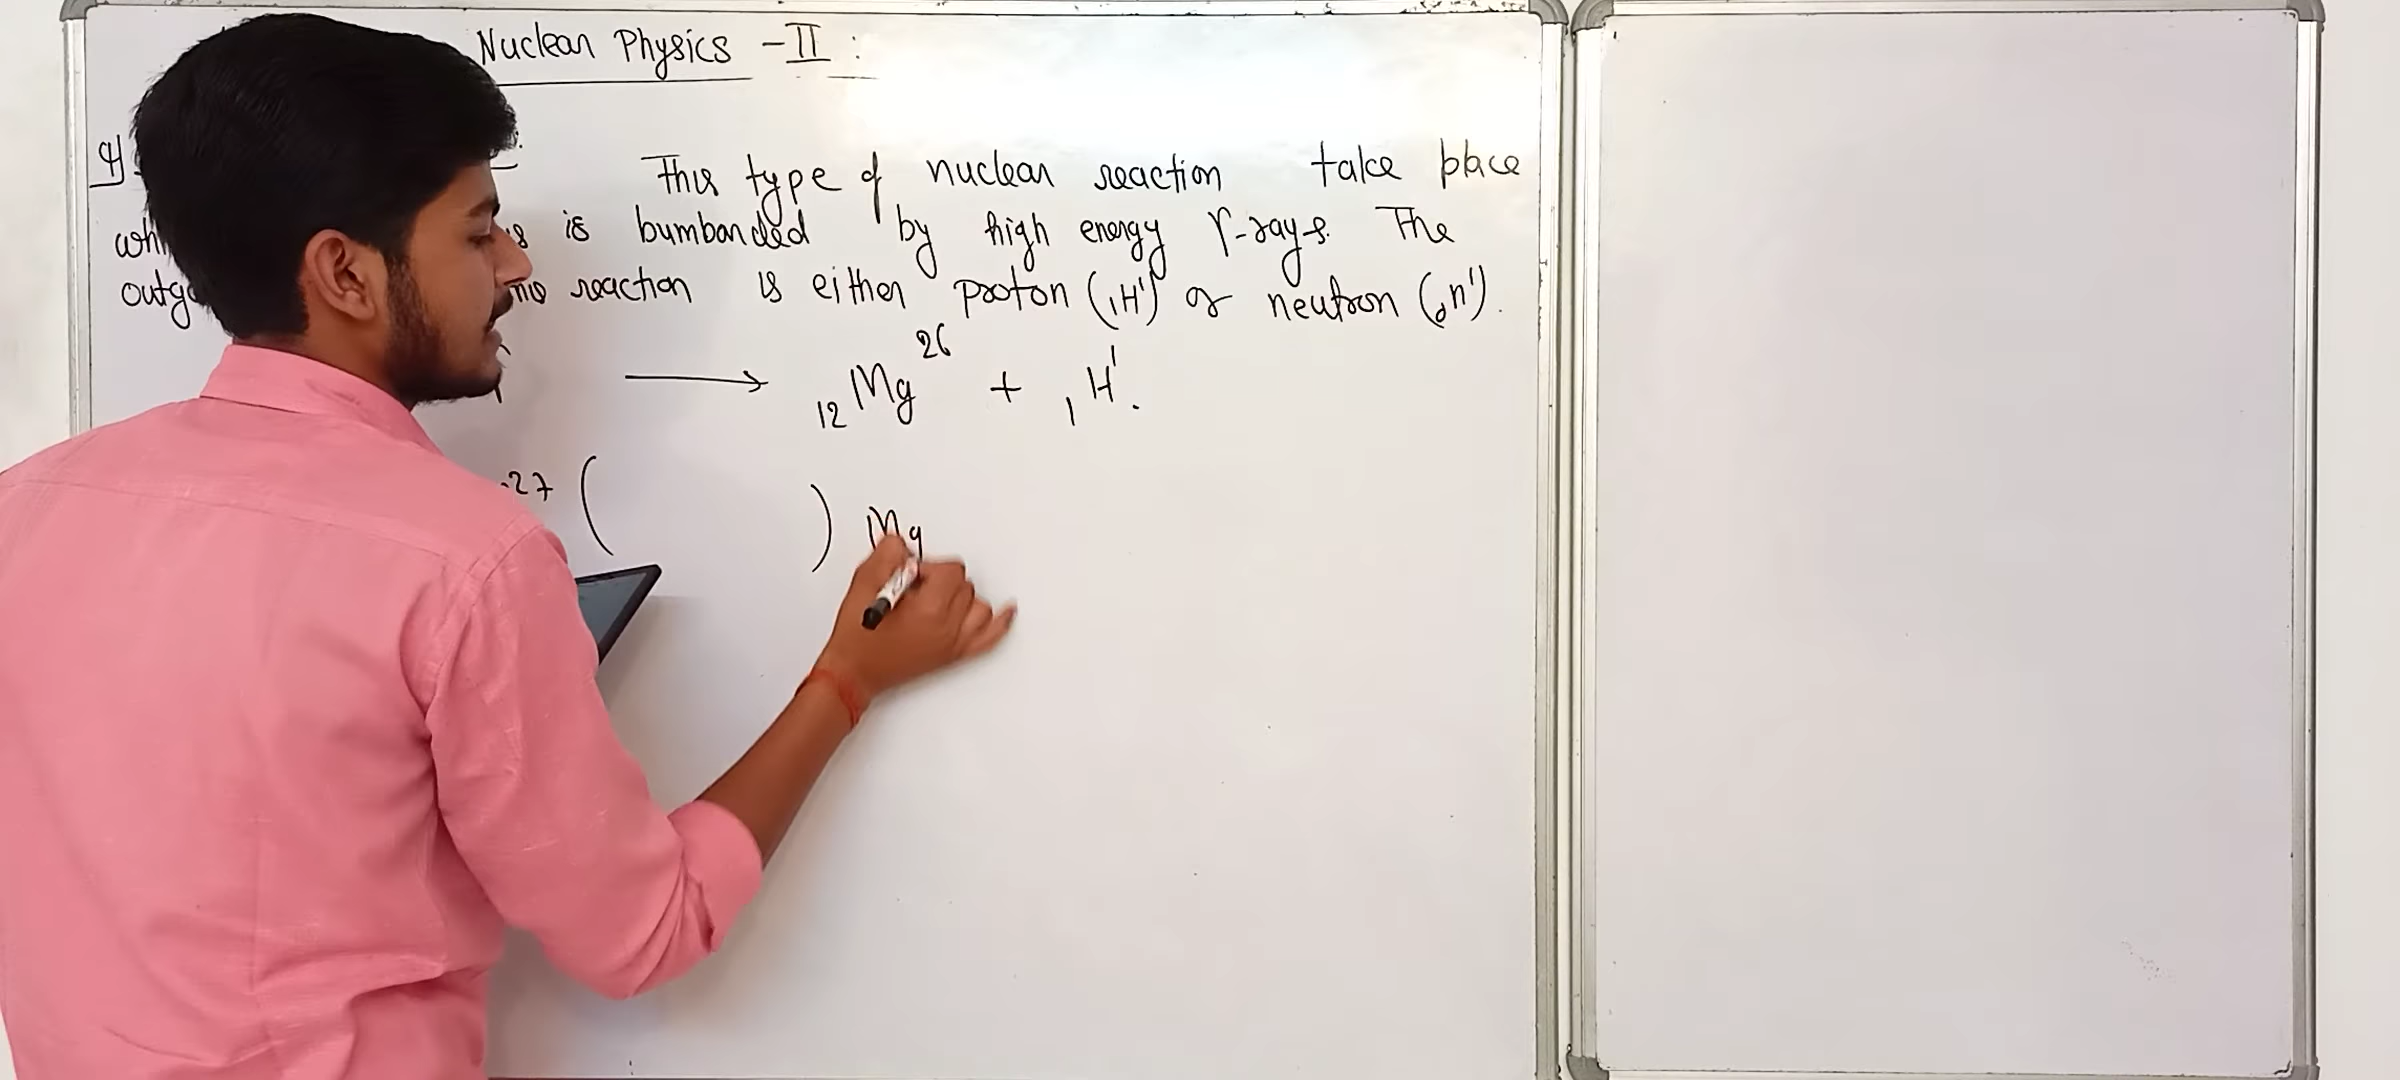 Nuclear Physics - II :
4) This type of nuclear reaction take place
is bumbarded by high energy γ-rays. The
reaction is either proton (₁H¹) or neutron (₀n¹).
⟶ ₁₂Mg²⁶ + ₁H¹.
27 ( ) Mg